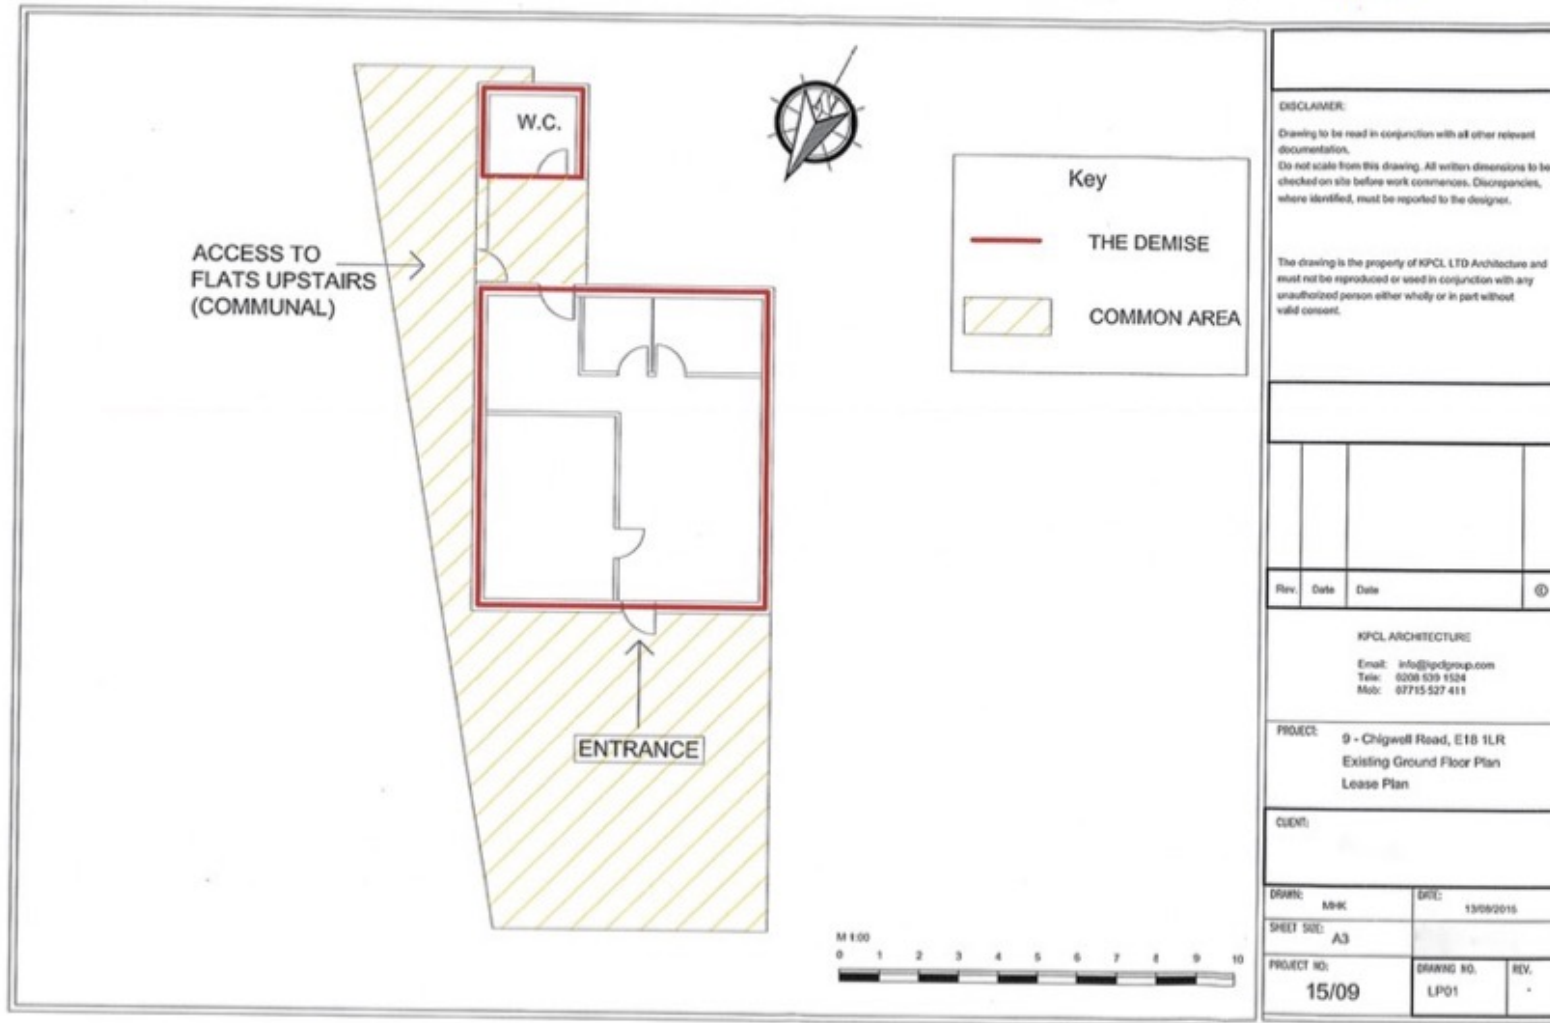 W.C.
ACCESS TO
FLATS UPSTAIRS
(COMMUNAL)
ENTRANCE
Key
THE DEMISE
COMMON AREA
M 1:00
0 1 2 3 4 5 6 7 8 9 10
DISCLAIMER:
Drawing to be read in conjunction with all other relevant
documentation.
Do not scale from this drawing. All written dimensions to be
checked on site before work commences. Discrepancies,
where identified, must be reported to the designer.
The drawing is the property of KPCL LTD Architecture and
must not be reproduced or used in conjunction with any
unauthorized person either wholly or in part without
valid consent.
Rev. Date Date
KPCL ARCHITECTURE
Email: info@kpclgroup.com
Tele: 0208 539 1524
Mob: 07715 527 411
PROJECT: 9 - Chigwell Road, E18 1LR
Existing Ground Floor Plan
Lease Plan
CLIENT:
DRAWN: MHK
DATE: 13/08/2015
SHEET SIZE: A3
PROJECT NO: 15/09
DRAWING NO. LP01
REV. -